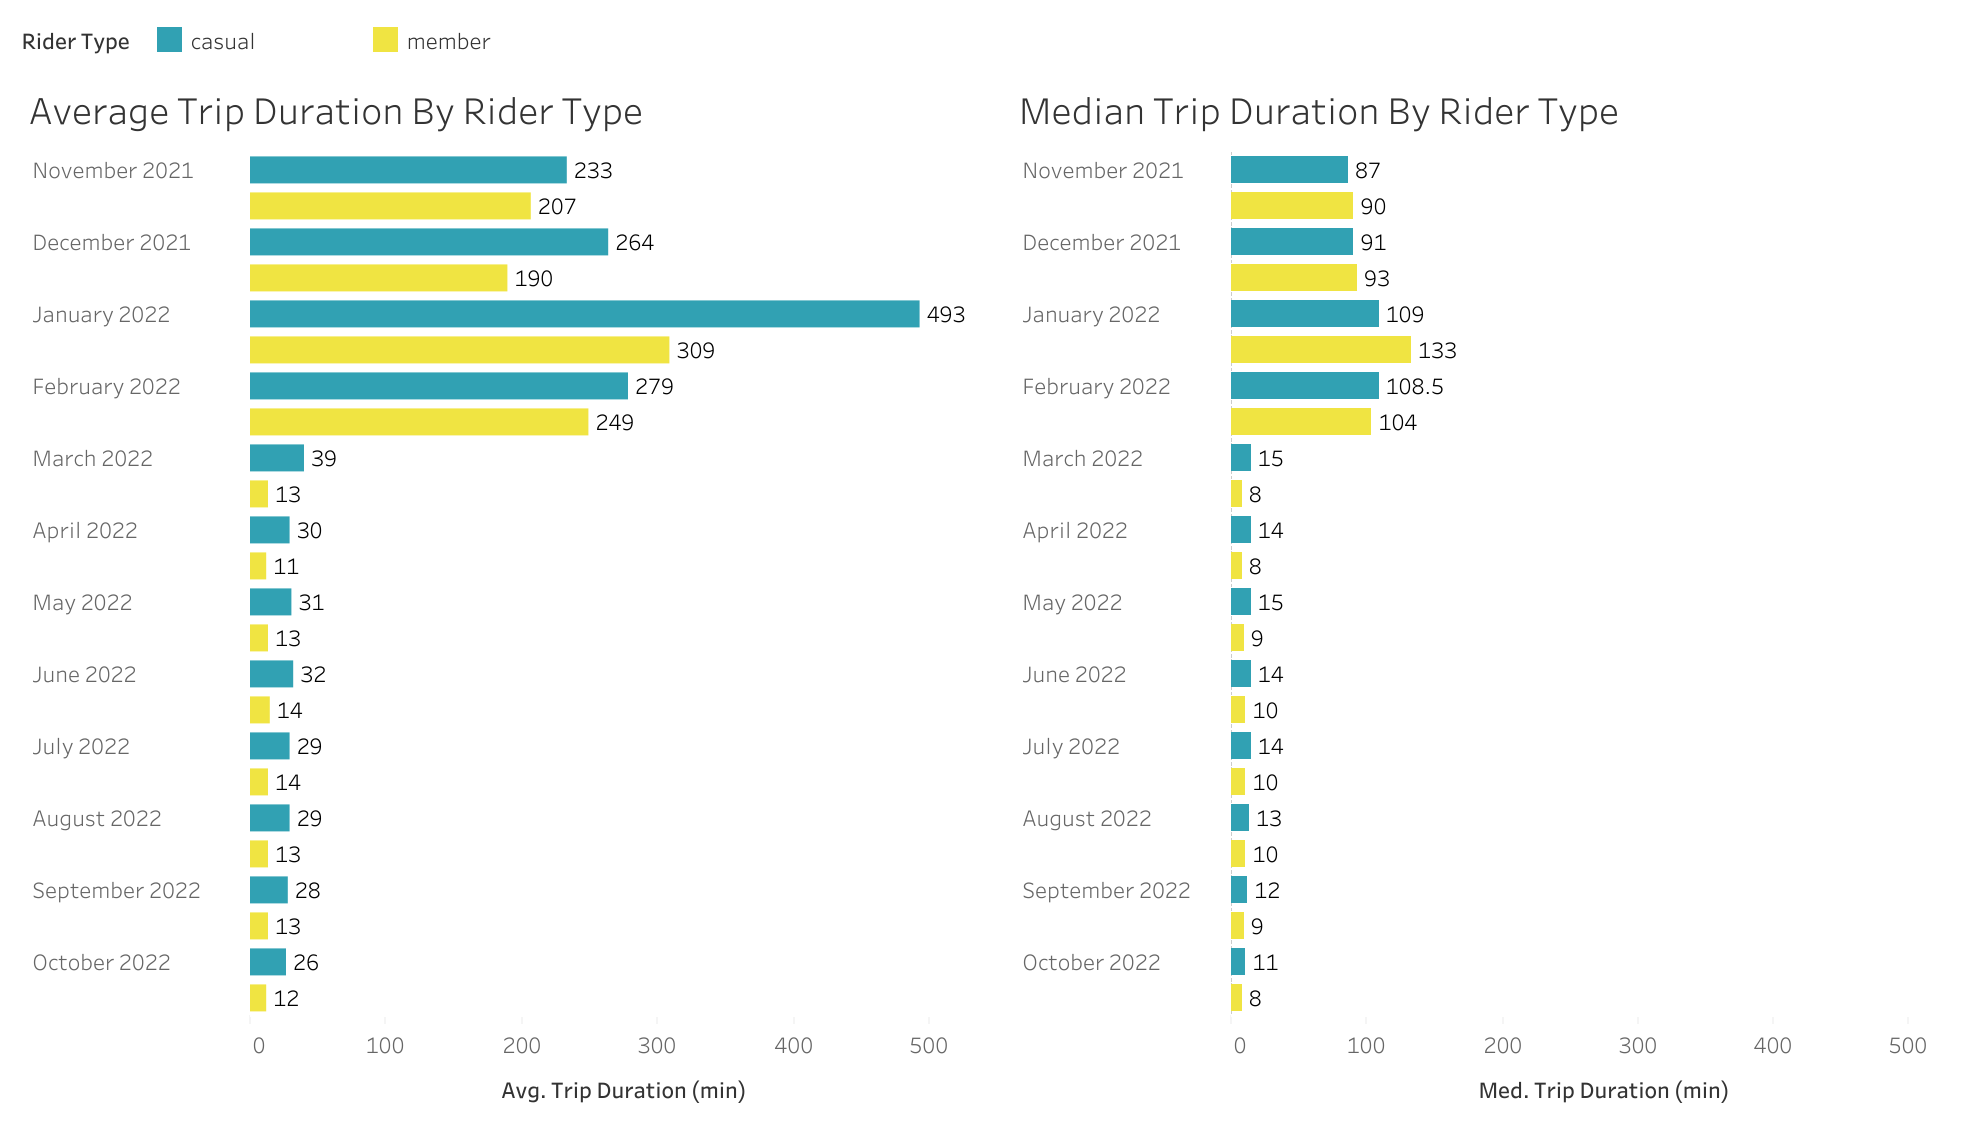 Rider Type casual member
Average Trip Duration By Rider Type
November 2021 233
207
December 2021 264
190
January 2022 493
309
February 2022 279
249
March 2022 39
13
April 2022 30
11
May 2022 31
13
June 2022 32
14
July 2022 29
14
August 2022 29
13
September 2022 28
13
October 2022 26
12
0 100 200 300 400 500
Avg. Trip Duration (min)
Median Trip Duration By Rider Type
November 2021 87
90
December 2021 91
93
January 2022 109
133
February 2022 108.5
104
March 2022 15
8
April 2022 14
8
May 2022 15
9
June 2022 14
10
July 2022 14
10
August 2022 13
10
September 2022 12
9
October 2022 11
8
0 100 200 300 400 500
Med. Trip Duration (min)